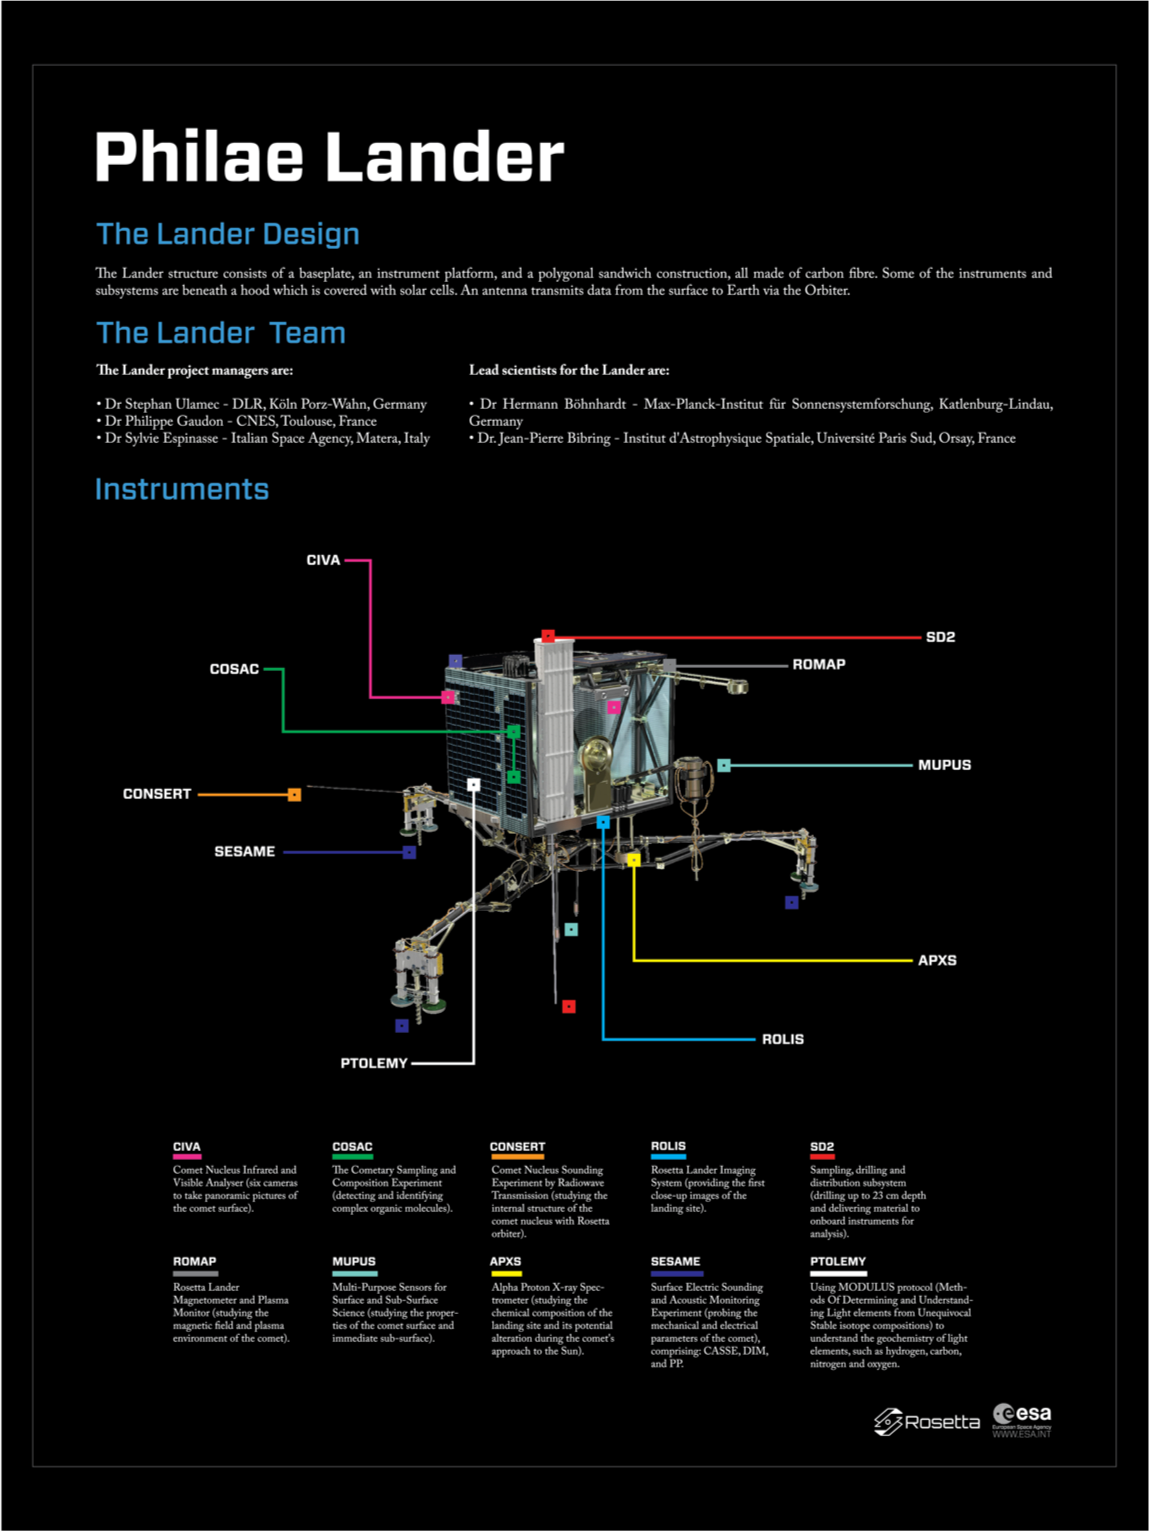 Philae Lander
The Lander Design
The Lander structure consists of a baseplate, an instrument platform, and a polygonal sandwich construction, all made of carbon fibre. Some of the instruments and
subsystems are beneath a hood which is covered with solar cells. An antenna transmits data from the surface to Earth via the Orbiter.
The Lander Team
The Lander project managers are:
• Dr Stephan Ulamec - DLR, Köln Porz-Wahn, Germany
• Dr Philippe Gaudon - CNES, Toulouse, France
• Dr Sylvie Espinasse - Italian Space Agency, Matera, Italy
Lead scientists for the Lander are:
• Dr Hermann Böhnhardt - Max-Planck-Institut für Sonnensystemforschung, Katlenburg-Lindau,
Germany
• Dr. Jean-Pierre Bibring - Institut d'Astrophysique Spatiale, Université Paris Sud, Orsay, France
Instruments
CIVA
SD2
ROMAP
COSAC
MUPUS
CONSERT
SESAME
APXS
ROLIS
PTOLEMY
CIVA
Comet Nucleus Infrared and
Visible Analyser (six cameras
to take panoramic pictures of
the comet surface).
COSAC
The Cometary Sampling and
Composition Experiment
(detecting and identifying
complex organic molecules).
CONSERT
Comet Nucleus Sounding
Experiment by Radiowave
Transmission (studying the
internal structure of the
comet nucleus with Rosetta
orbiter).
ROLIS
Rosetta Lander Imaging
System (providing the first
close-up images of the
landing site).
SD2
Sampling, drilling and
distribution subsystem
(drilling up to 23 cm depth
and delivering material to
onboard instruments for
analysis).
ROMAP
Rosetta Lander
Magnetometer and Plasma
Monitor (studying the
magnetic field and plasma
environment of the comet).
MUPUS
Multi-Purpose Sensors for
Surface and Sub-Surface
Science (studying the proper-
ties of the comet surface and
immediate sub-surface).
APXS
Alpha Proton X-ray Spec-
trometer (studying the
chemical composition of the
landing site and its potential
alteration during the comet's
approach to the Sun).
SESAME
Surface Electric Sounding
and Acoustic Monitoring
Experiment (probing the
mechanical and electrical
parameters of the comet),
comprising: CASSE, DIM,
and PP.
PTOLEMY
Using MODULUS protocol (Meth-
ods Of Determining and Understand-
ing Light elements from Unequivocal
Stable isotope compositions) to
understand the geochemistry of light
elements, such as hydrogen, carbon,
nitrogen and oxygen.
Rosetta
esa
European Space Agency
WWW.ESA.INT